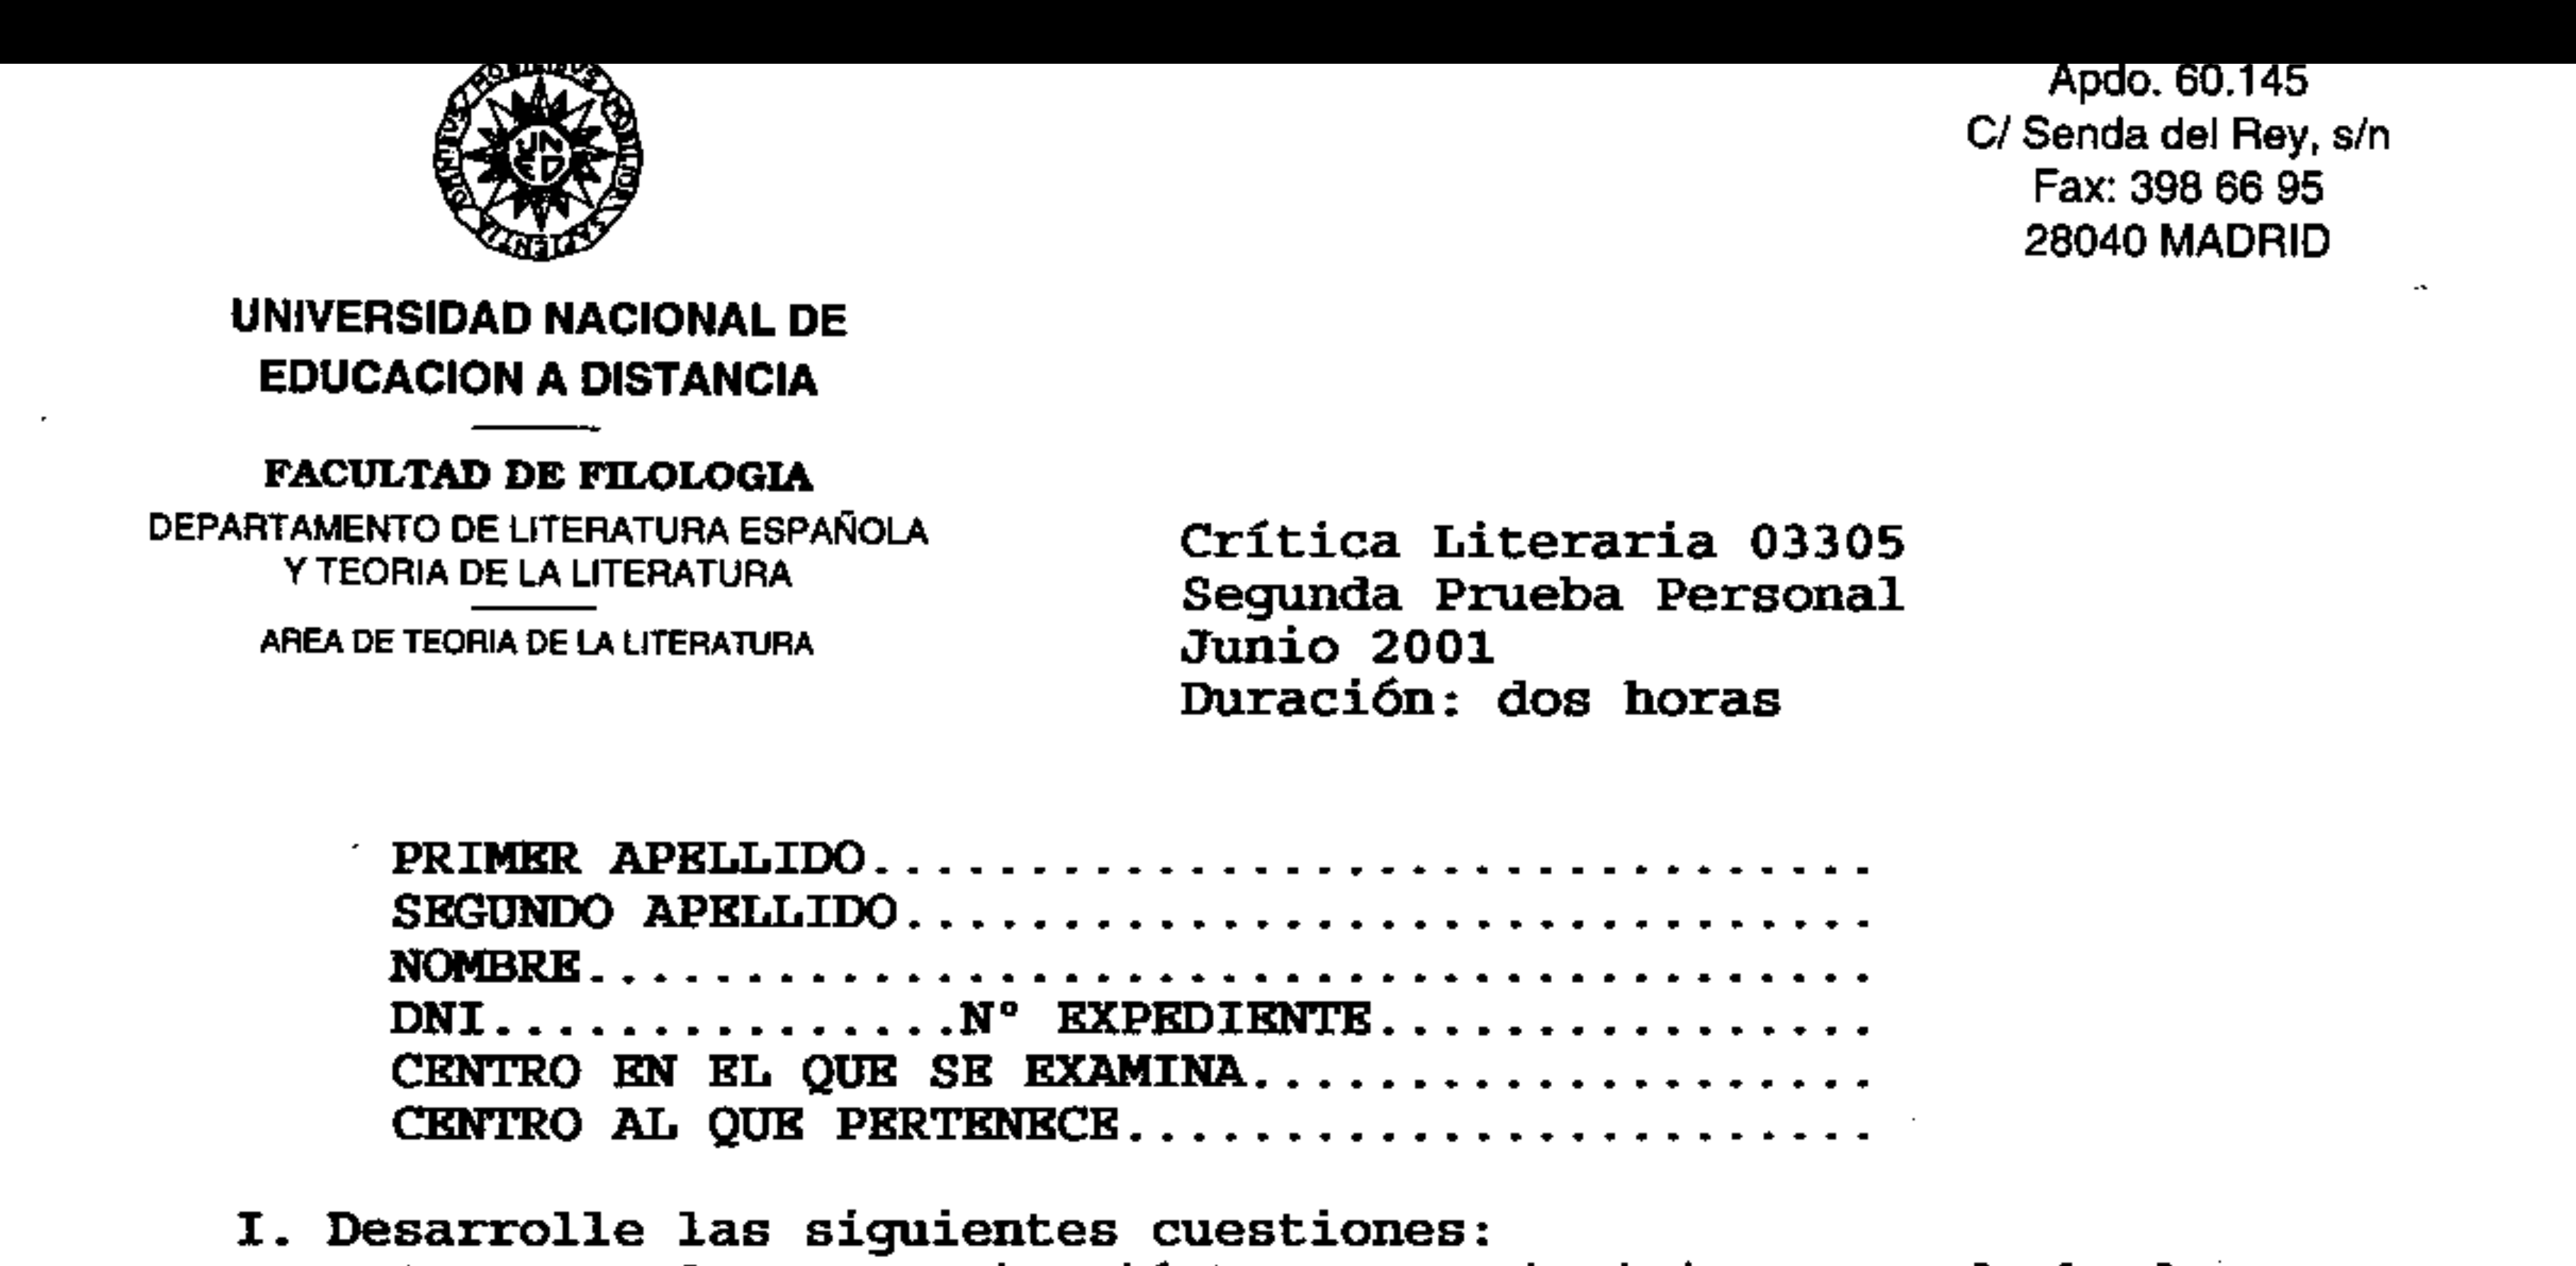 Apdo. 60.145
C/ Senda del Rey, s/n
Fax: 398 66 95
28040 MADRID
UNED
UNIVERSIDAD NACIONAL DE
EDUCACION A DISTANCIA
FACULTAD DE FILOLOGIA
DEPARTAMENTO DE LITERATURA ESPAÑOLA
Y TEORIA DE LA LITERATURA
AREA DE TEORIA DE LA LITERATURA
Crítica Literaria 03305
Segunda Prueba Personal
Junio 2001
Duración: dos horas
PRIMER APELLIDO................................
SEGUNDO APELLIDO...............................
NOMBRE.........................................
DNI...............Nº EXPEDIENTE................
CENTRO EN EL QUE SE EXAMINA....................
CENTRO AL QUE PERTENECE........................
I. Desarrolle las siguientes cuestiones: